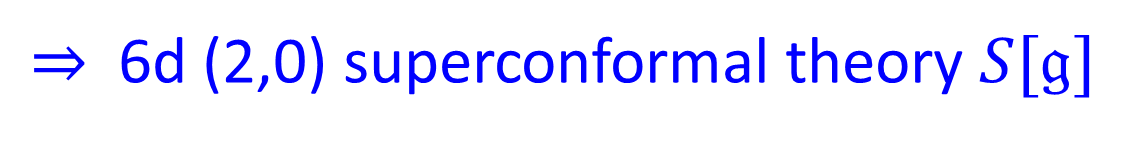 ⇒ 6d (2,0) superconformal theory 𝑆[𝔤]